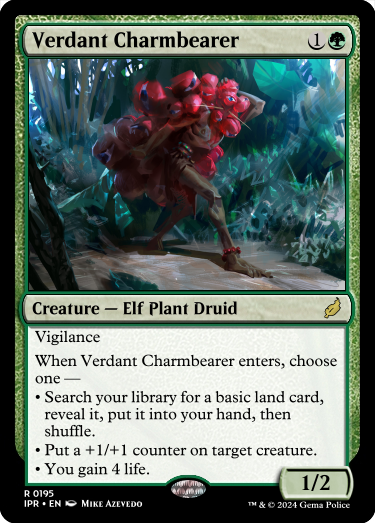 Verdant Charmbearer 1
Creature — Elf Plant Druid
Vigilance
When Verdant Charmbearer enters, choose
one —
• Search your library for a basic land card,
reveal it, put it into your hand, then
shuffle.
• Put a +1/+1 counter on target creature.
• You gain 4 life.
1/2
R 0195
IPR • EN Mike Azevedo
™ & © 2024 Gema Police